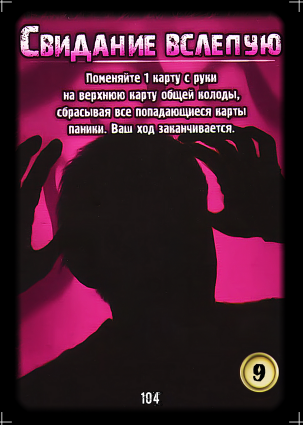 Свидание вслепую
Поменяйте 1 карту с руки
на верхнюю карту общей колоды,
сбрасывая все попадающиеся карты
паники. Ваш ход заканчивается.
9
104